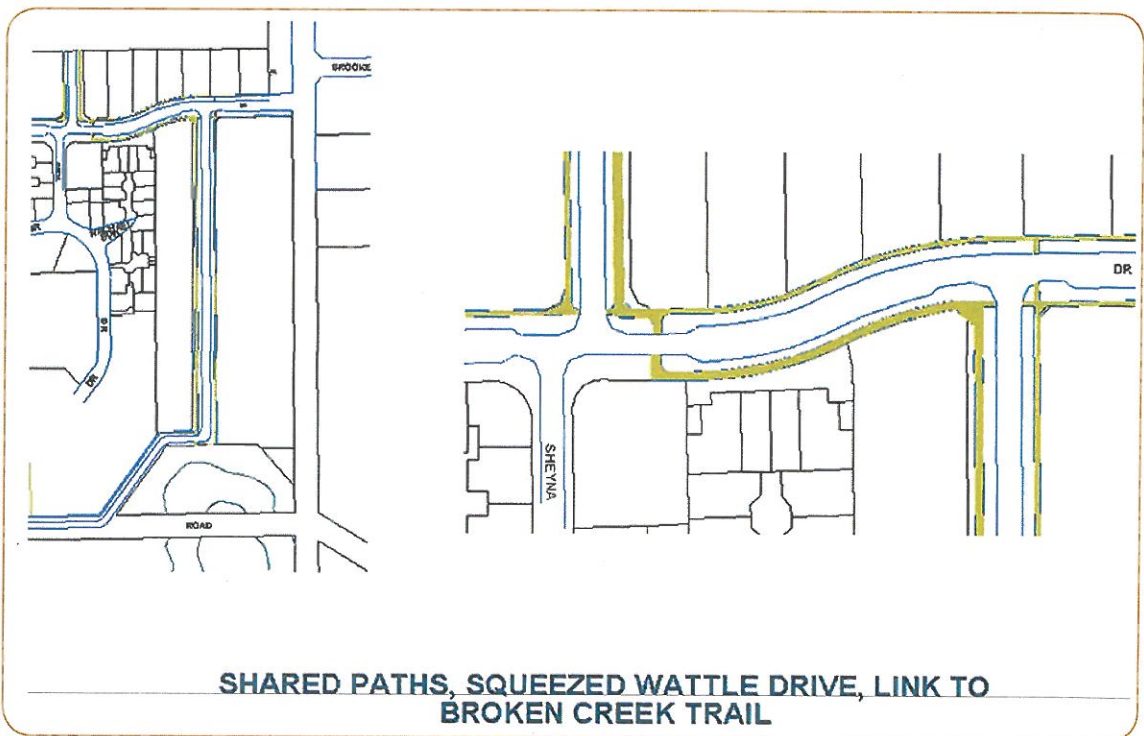 BROOKE
DR
DR
DR
ROAD
DR
SHEYNA
SHARED PATHS, SQUEEZED WATTLE DRIVE, LINK TO
BROKEN CREEK TRAIL